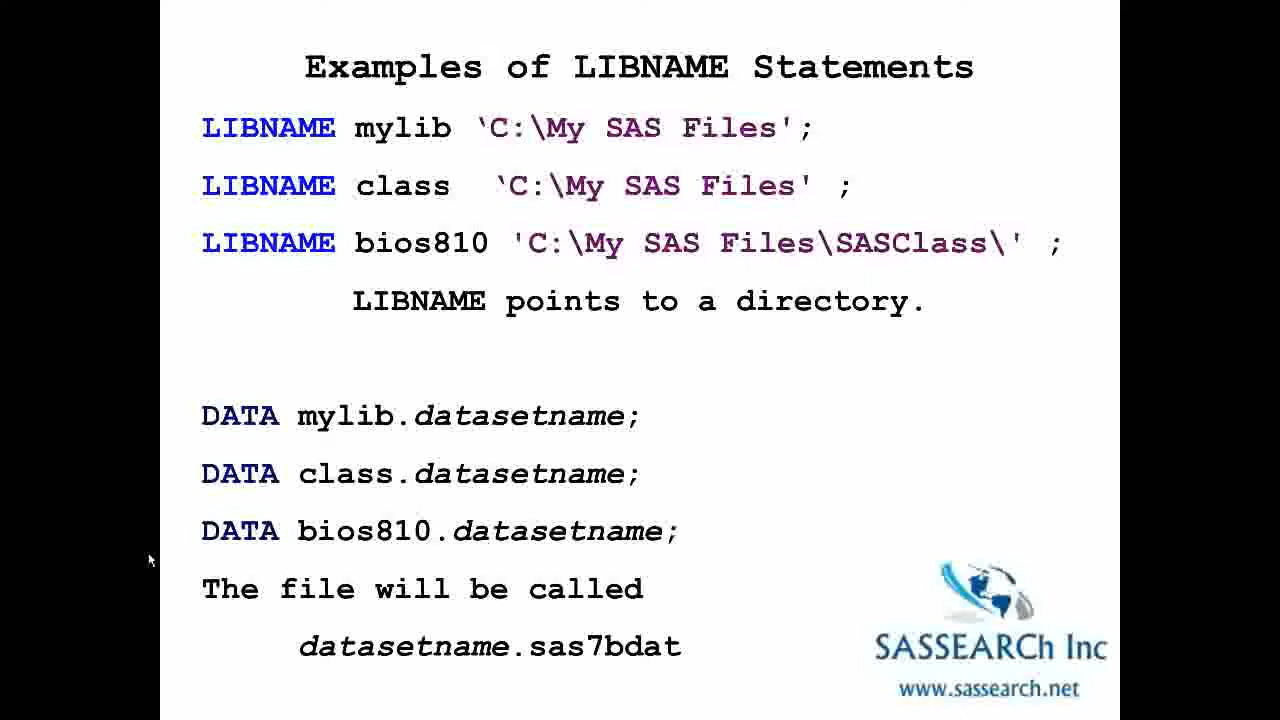 Examples of LIBNAME Statements
LIBNAME mylib ‘C:\My SAS Files';
LIBNAME class ‘C:\My SAS Files' ;
LIBNAME bios810 'C:\My SAS Files\SASClass\' ;
LIBNAME points to a directory.
DATA mylib.datasetname;
DATA class.datasetname;
DATA bios810.datasetname;
The file will be called
datasetname.sas7bdat
SASSEARCh Inc
www.sassearch.net